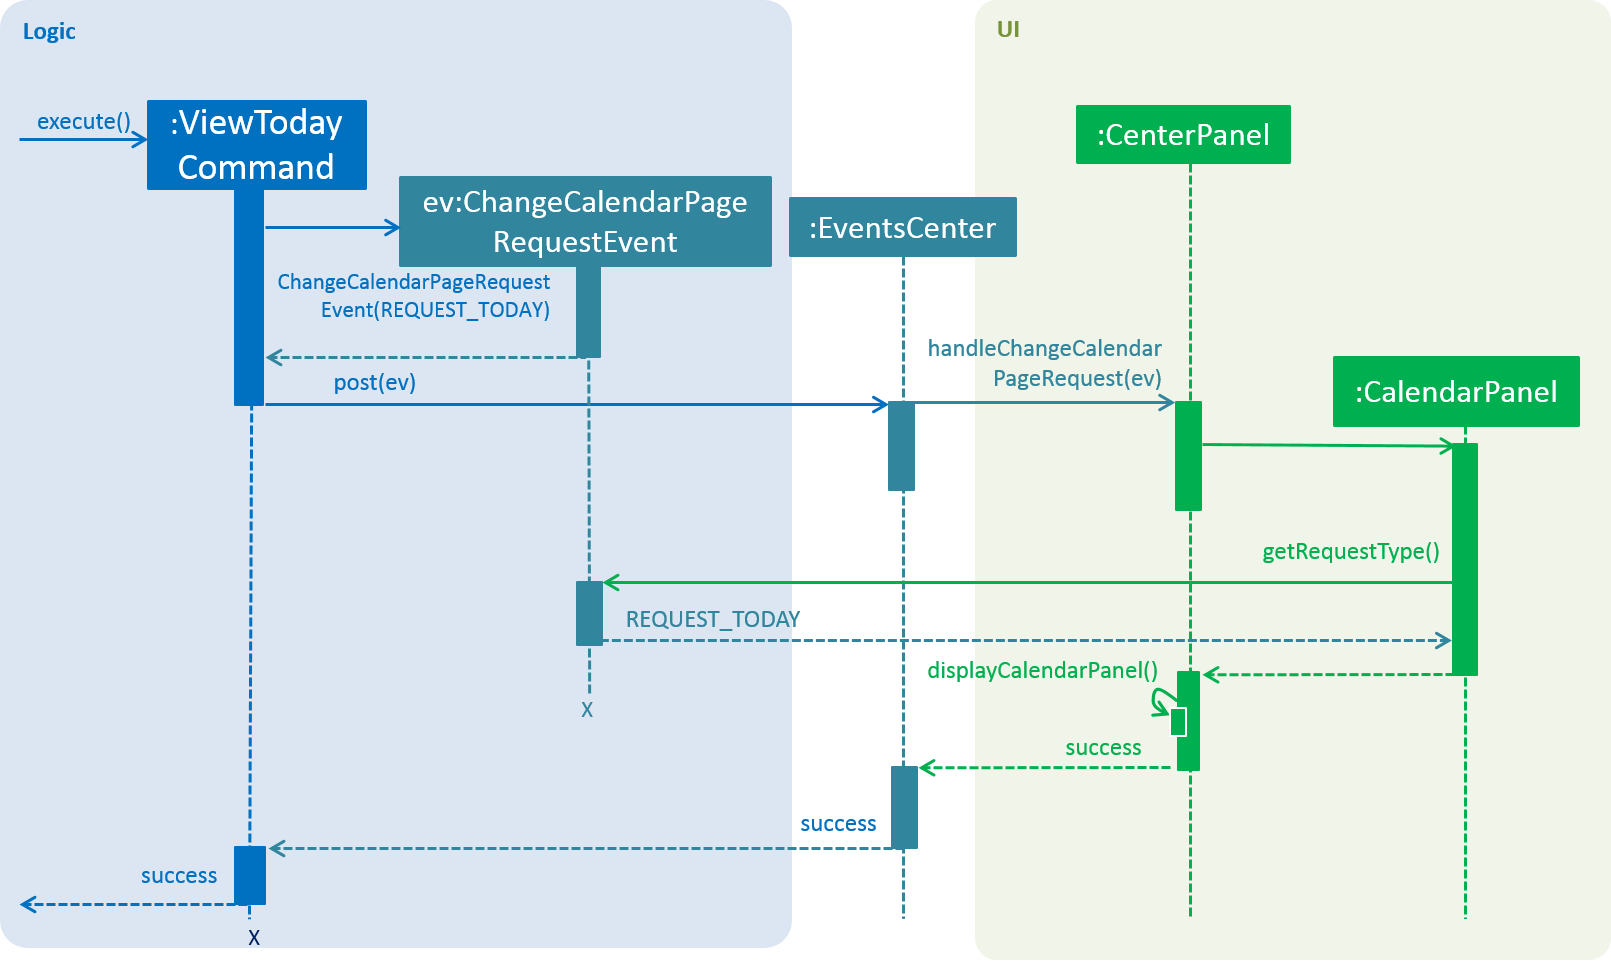 Logic
UI
execute()
:ViewToday
Command
:CenterPanel
ev:ChangeCalendarPage
RequestEvent
:EventsCenter
ChangeCalendarPageRequest
Event(REQUEST_TODAY)
handleChangeCalendar
PageRequest(ev)
post(ev)
:CalendarPanel
getRequestType()
REQUEST_TODAY
displayCalendarPanel()
X
success
success
success
X